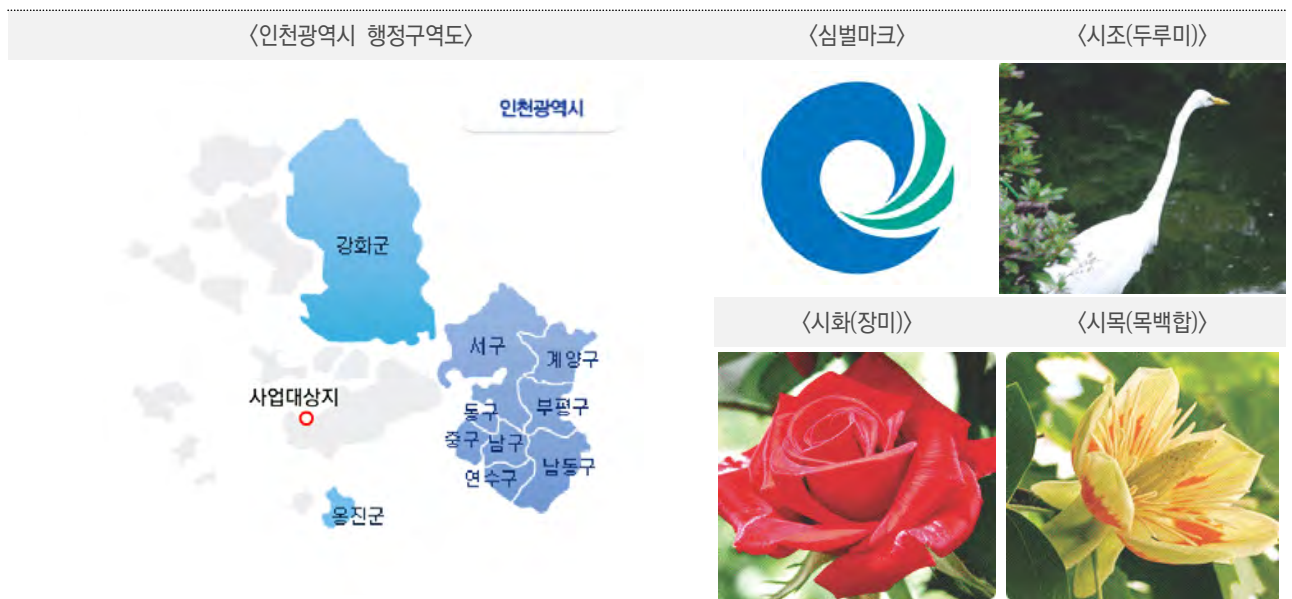 〈인천광역시 행정구역도〉
〈심벌마크〉
〈시조(두루미)〉
인천광역시
강화군
서구
계양구
사업대상지
동구
부평구
중구
남구
남동구
연수구
옹진군
〈시화(장미)〉
〈시목(목백합)〉